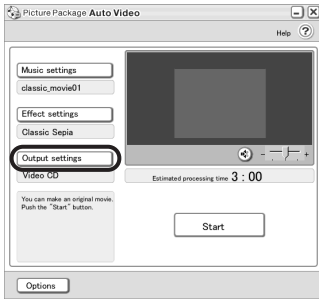 Picture Package Auto Video
Help ?
Music settings
classic_movie01
Effect settings
Classic Sepia
Output settings
Video CD
Estimated processing time 3 : 00
You can make an original movie.
Push the "Start" button.
Start
Options